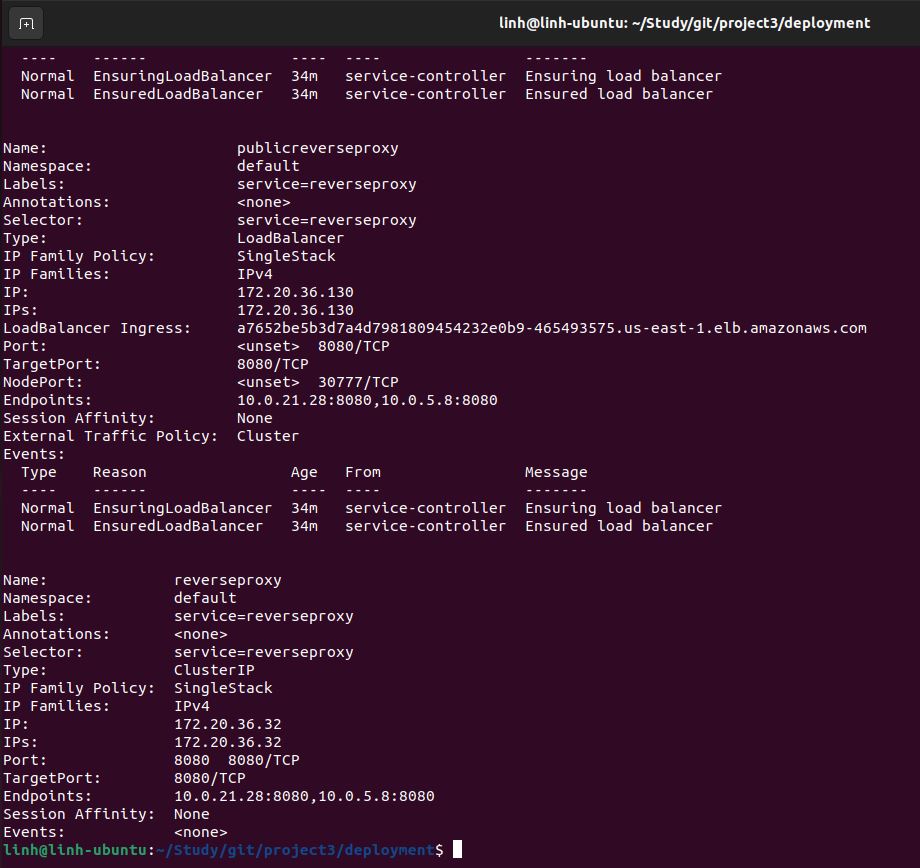 linh@linh-ubuntu: ~/Study/git/project3/deployment
  ----    ------                ----  ----                -------
  Normal  EnsuringLoadBalancer  34m   service-controller  Ensuring load balancer
  Normal  EnsuredLoadBalancer   34m   service-controller  Ensured load balancer
Name:                     publicreverseproxy
Namespace:                default
Labels:                   service=reverseproxy
Annotations:              <none>
Selector:                 service=reverseproxy
Type:                     LoadBalancer
IP Family Policy:         SingleStack
IP Families:              IPv4
IP:                       172.20.36.130
IPs:                      172.20.36.130
LoadBalancer Ingress:     a7652be5b3d7a4d7981809454232e0b9-465493575.us-east-1.elb.amazonaws.com
Port:                     <unset>  8080/TCP
TargetPort:               8080/TCP
NodePort:                 <unset>  30777/TCP
Endpoints:                10.0.21.28:8080,10.0.5.8:8080
Session Affinity:         None
External Traffic Policy:  Cluster
Events:
  Type    Reason                Age   From                Message
  ----    ------                ----  ----                -------
  Normal  EnsuringLoadBalancer  34m   service-controller  Ensuring load balancer
  Normal  EnsuredLoadBalancer   34m   service-controller  Ensured load balancer
Name:              reverseproxy
Namespace:         default
Labels:            service=reverseproxy
Annotations:       <none>
Selector:          service=reverseproxy
Type:              ClusterIP
IP Family Policy:  SingleStack
IP Families:       IPv4
IP:                172.20.36.32
IPs:               172.20.36.32
Port:              8080  8080/TCP
TargetPort:        8080/TCP
Endpoints:         10.0.21.28:8080,10.0.5.8:8080
Session Affinity:  None
Events:            <none>
linh@linh-ubuntu:~/Study/git/project3/deployment$